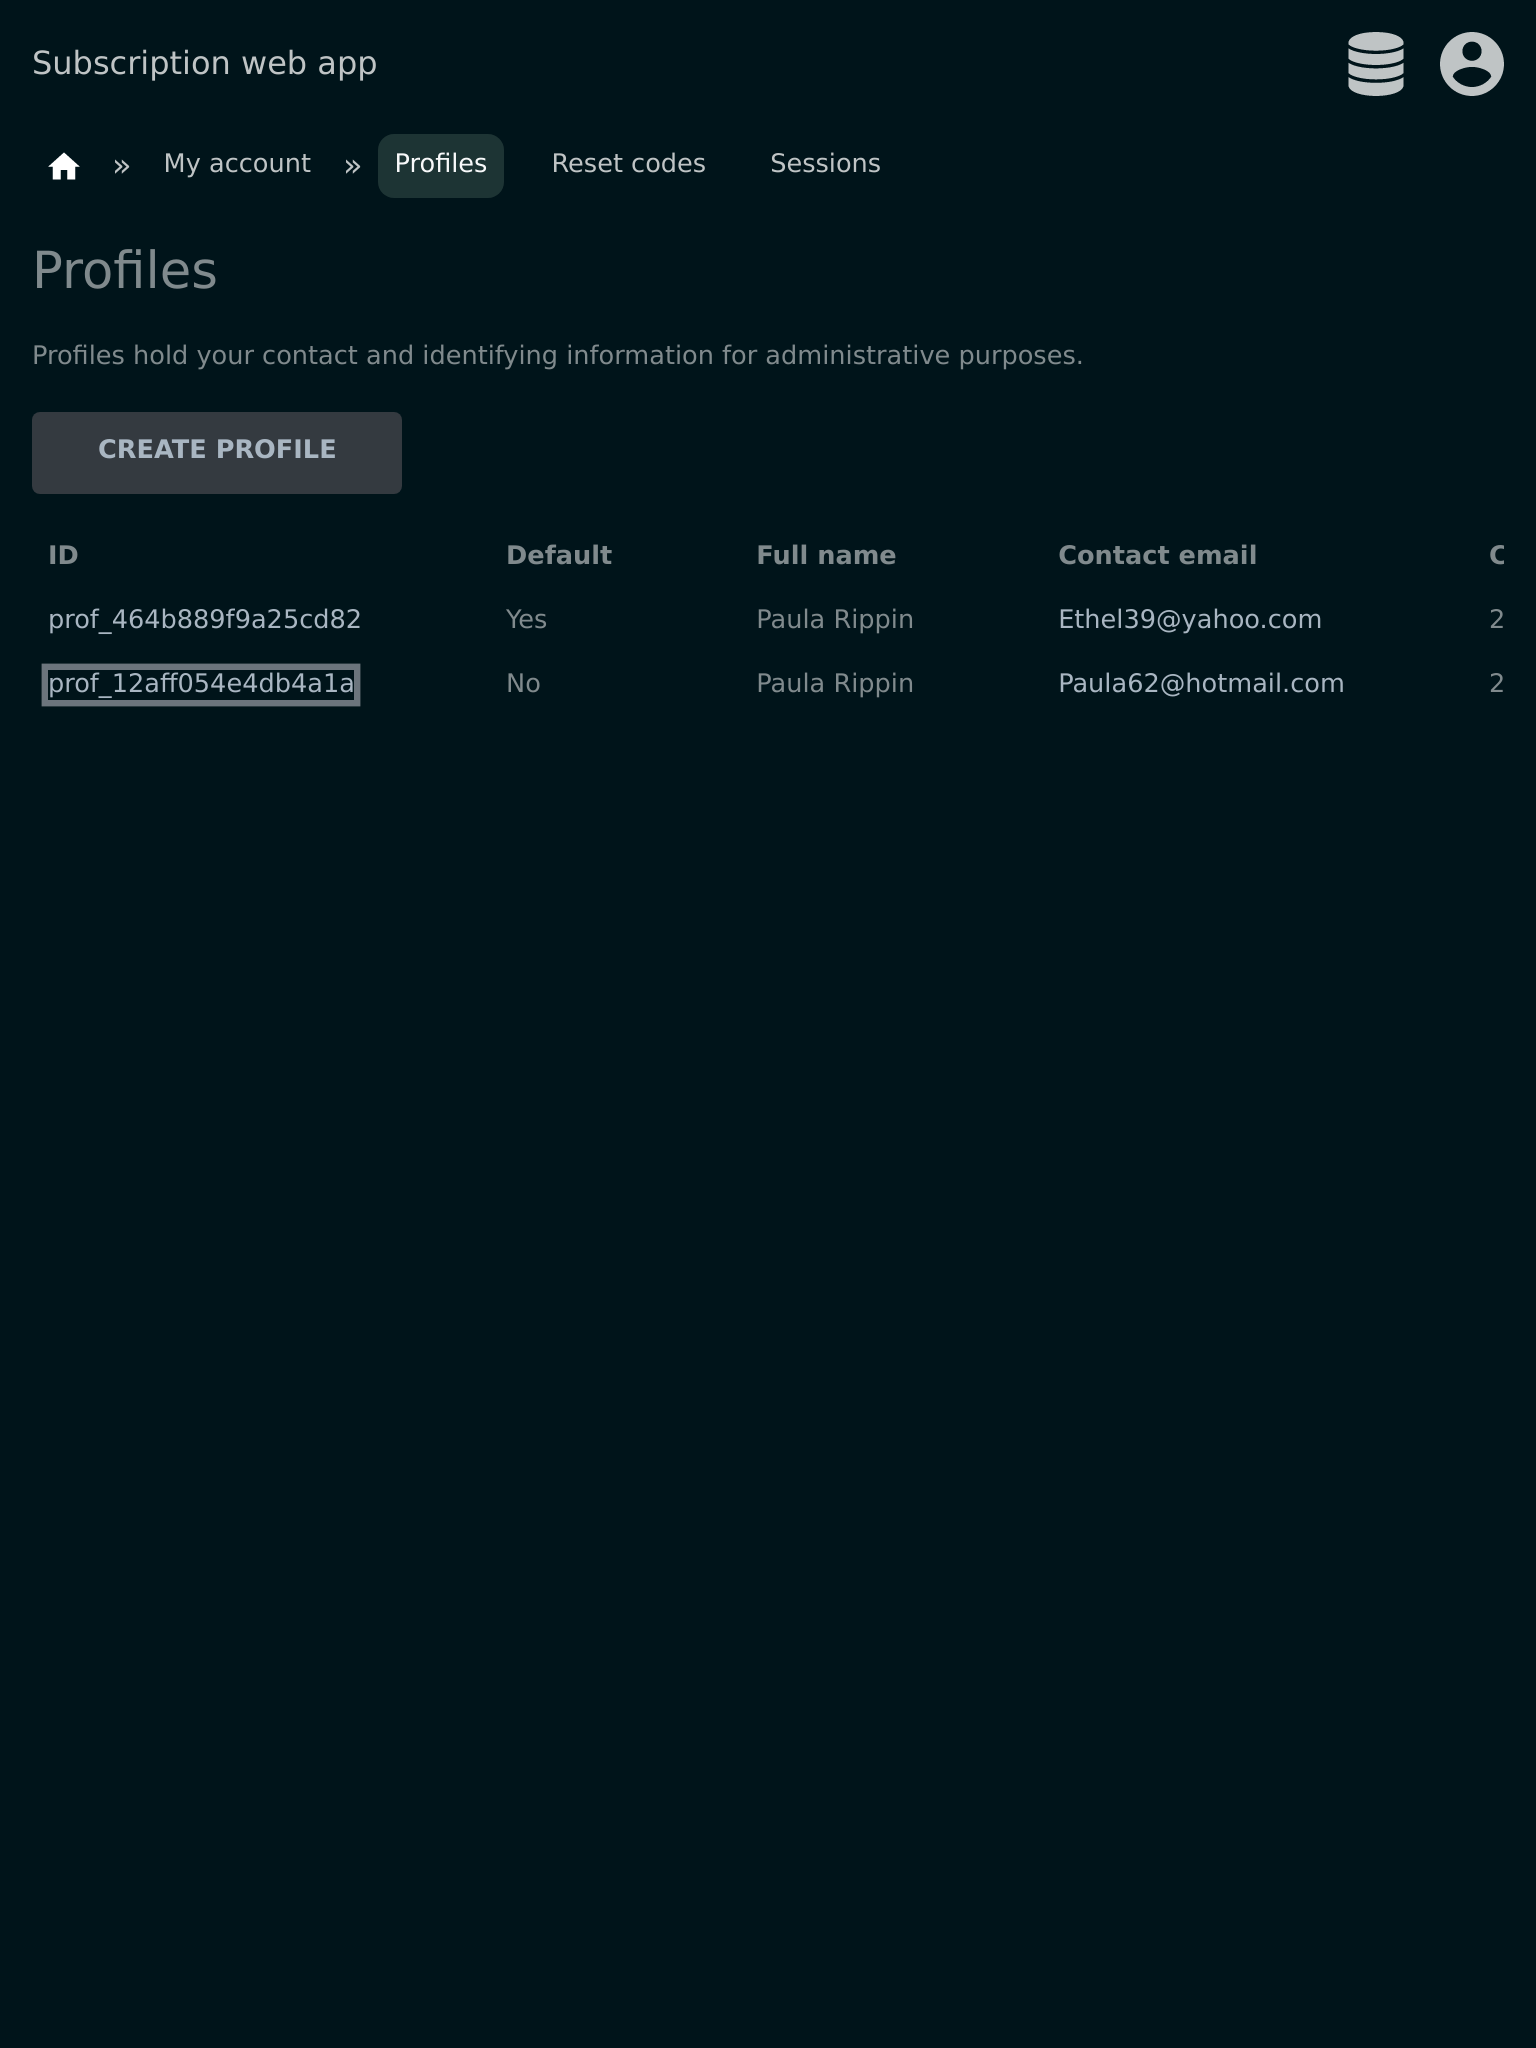 Subscription web app
» My account » Profiles Reset codes Sessions
Profiles
Profiles hold your contact and identifying information for administrative purposes.
CREATE PROFILE
ID Default Full name Contact email C
prof_464b889f9a25cd82 Yes Paula Rippin Ethel39@yahoo.com 2
prof_12aff054e4db4a1a No Paula Rippin Paula62@hotmail.com 2